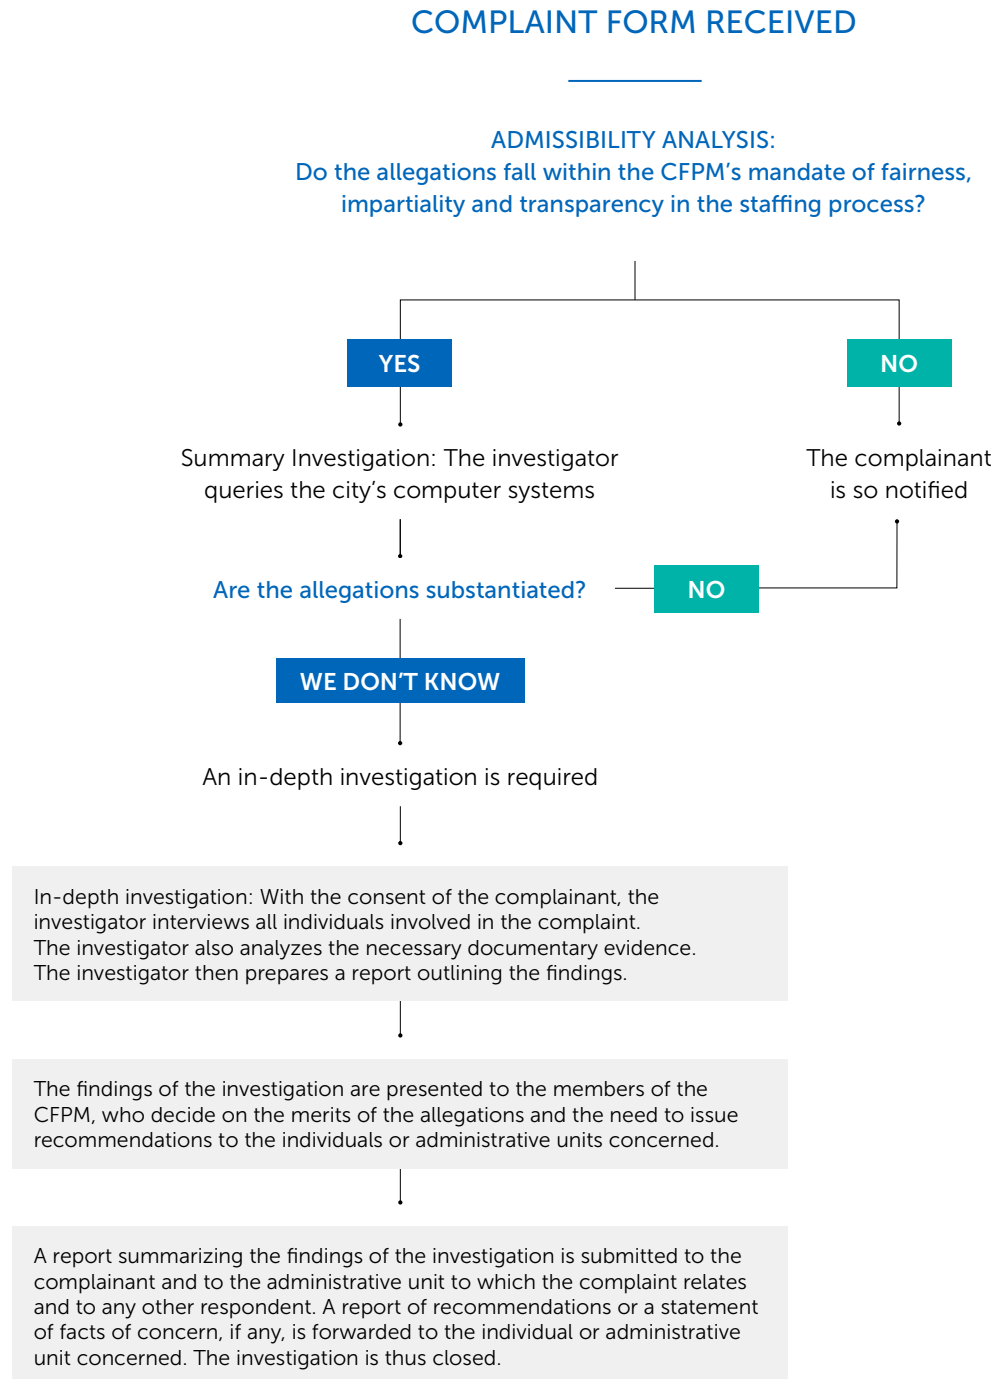 COMPLAINT FORM RECEIVED
ADMISSIBILITY ANALYSIS:
Do the allegations fall within the CFPM’s mandate of fairness,
impartiality and transparency in the staffing process?
YES
NO
Summary Investigation: The investigator
queries the city’s computer systems
The complainant
is so notified
Are the allegations substantiated?
NO
WE DON’T KNOW
An in-depth investigation is required
In-depth investigation: With the consent of the complainant, the
investigator interviews all individuals involved in the complaint.
The investigator also analyzes the necessary documentary evidence.
The investigator then prepares a report outlining the findings.
The findings of the investigation are presented to the members of the
CFPM, who decide on the merits of the allegations and the need to issue
recommendations to the individuals or administrative units concerned.
A report summarizing the findings of the investigation is submitted to the
complainant and to the administrative unit to which the complaint relates
and to any other respondent. A report of recommendations or a statement
of facts of concern, if any, is forwarded to the individual or administrative
unit concerned. The investigation is thus closed.